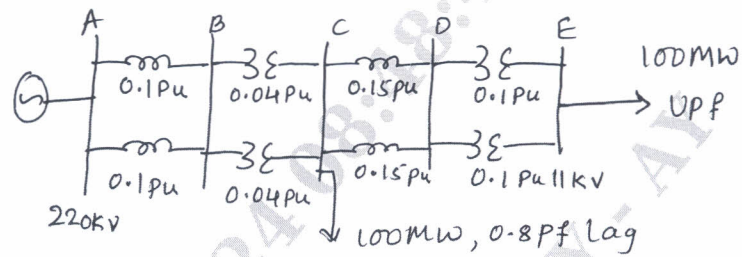 A B C D E
100MW
0.1Pu 0.04Pu 0.15Pu 0.1Pu
UPf
0.1Pu 0.04Pu 0.15Pu 0.1Pu 11KV
220KV
100MW, 0.8Pf lag